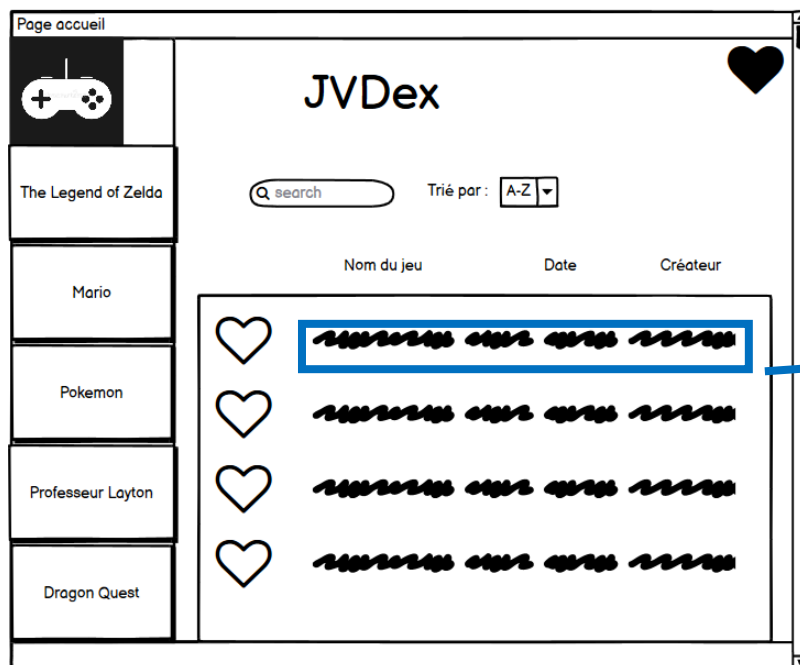 Page accueil
JVDex
The Legend of Zelda
search
Trié par :
A-Z
Nom du jeu
Date
Créateur
Mario
Pokemon
Professeur Layton
Dragon Quest